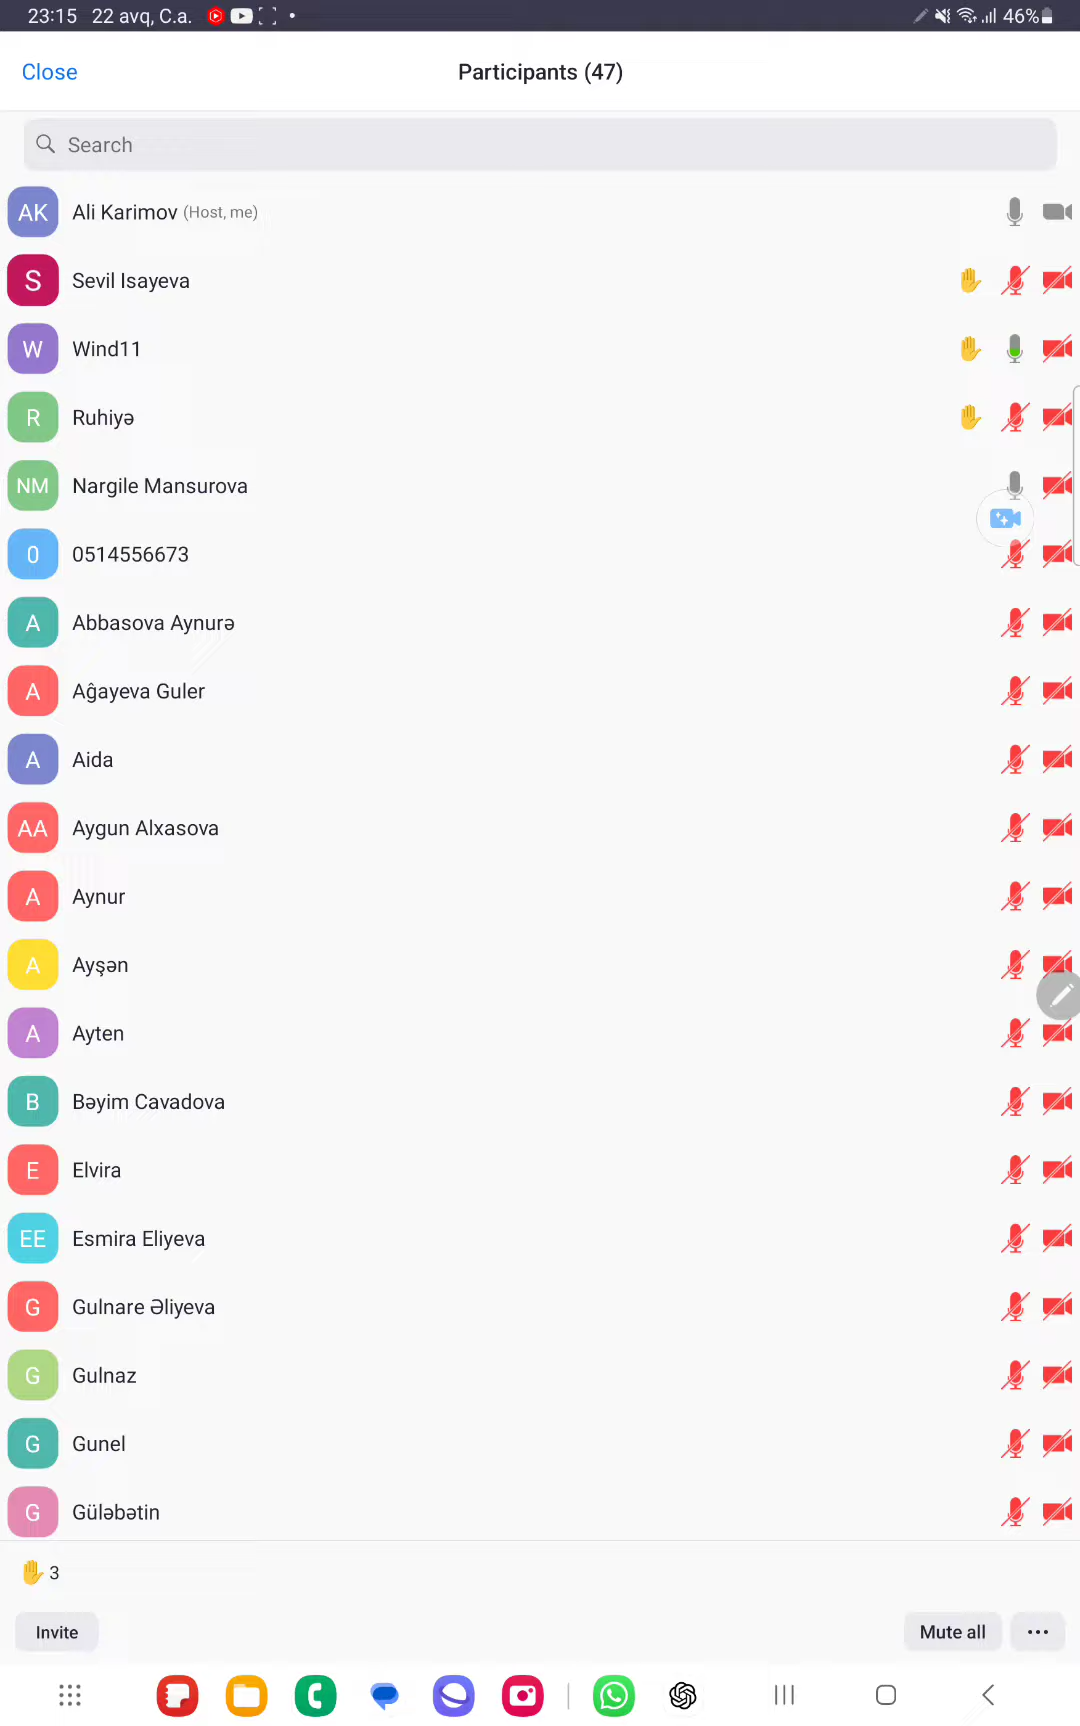 23:15 22 avq, C.a. 46%
Close Participants (47)
Search
AK Ali Karimov (Host, me)
S Sevil Isayeva
W Wind11
R Ruhiyə
NM Nargile Mansurova
0 0514556673
A Abbasova Aynurə
A Aĝayeva Guler
A Aida
AA Aygun Alxasova
A Aynur
A Ayşən
A Ayten
B Bəyim Cavadova
E Elvira
EE Esmira Eliyeva
G Gulnare Əliyeva
G Gulnaz
G Gunel
G Güləbətin
3
Invite Mute all